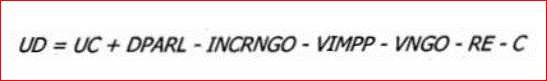 UD = UC + DPARL - INCRNGO - VIMPP - VNGO - RE - C